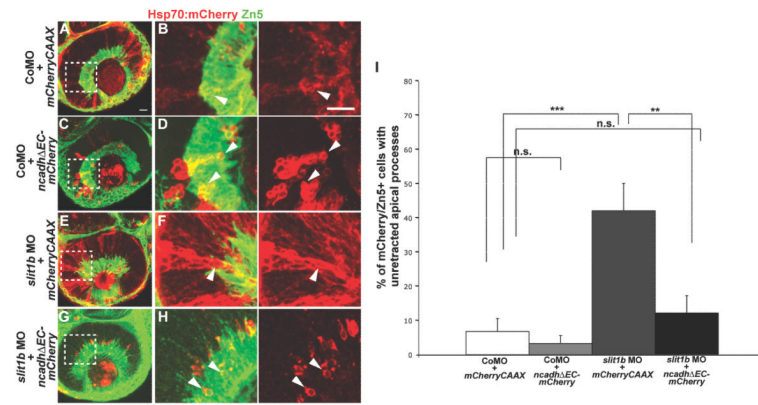 Hsp70:mCherry Zn5
A
B
CoMO
+
mCherryCAAX
C
D
CoMO
+
ncadhΔEC-
mCherry
E
F
slit1b MO
+
mCherryCAAX
G
H
slit1b MO
+
ncadhΔEC-
mCherry
I
% of mCherry/Zn5+ cells with
unretracted apical processes
80
70
60
50
40
30
20
10
0
***
**
n.s.
n.s.
CoMO
+
mCherryCAAX
CoMO
+
ncadhΔEC-
mCherry
slit1b MO
+
mCherryCAAX
slit1b MO
+
ncadhΔEC-
mCherry